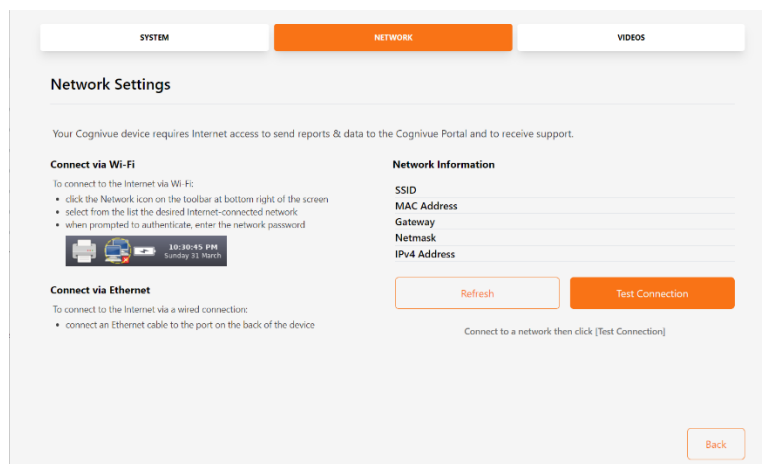 SYSTEM
NETWORK
VIDEOS
Network Settings
Your Cognivue device requires Internet access to send reports & data to the Cognivue Portal and to receive support.
Connect via Wi-Fi
To connect to the Internet via Wi-Fi:
• click the Network icon on the toolbar at bottom right of the screen
• select from the list the desired Internet-connected network
• when prompted to authenticate, enter the network password
10:30:45 PM
Sunday 31 March
Connect via Ethernet
To connect to the Internet via a wired connection:
• connect an Ethernet cable to the port on the back of the device
Network Information
SSID
MAC Address
Gateway
Netmask
IPv4 Address
Refresh
Test Connection
Connect to a network then click [Test Connection]
Back